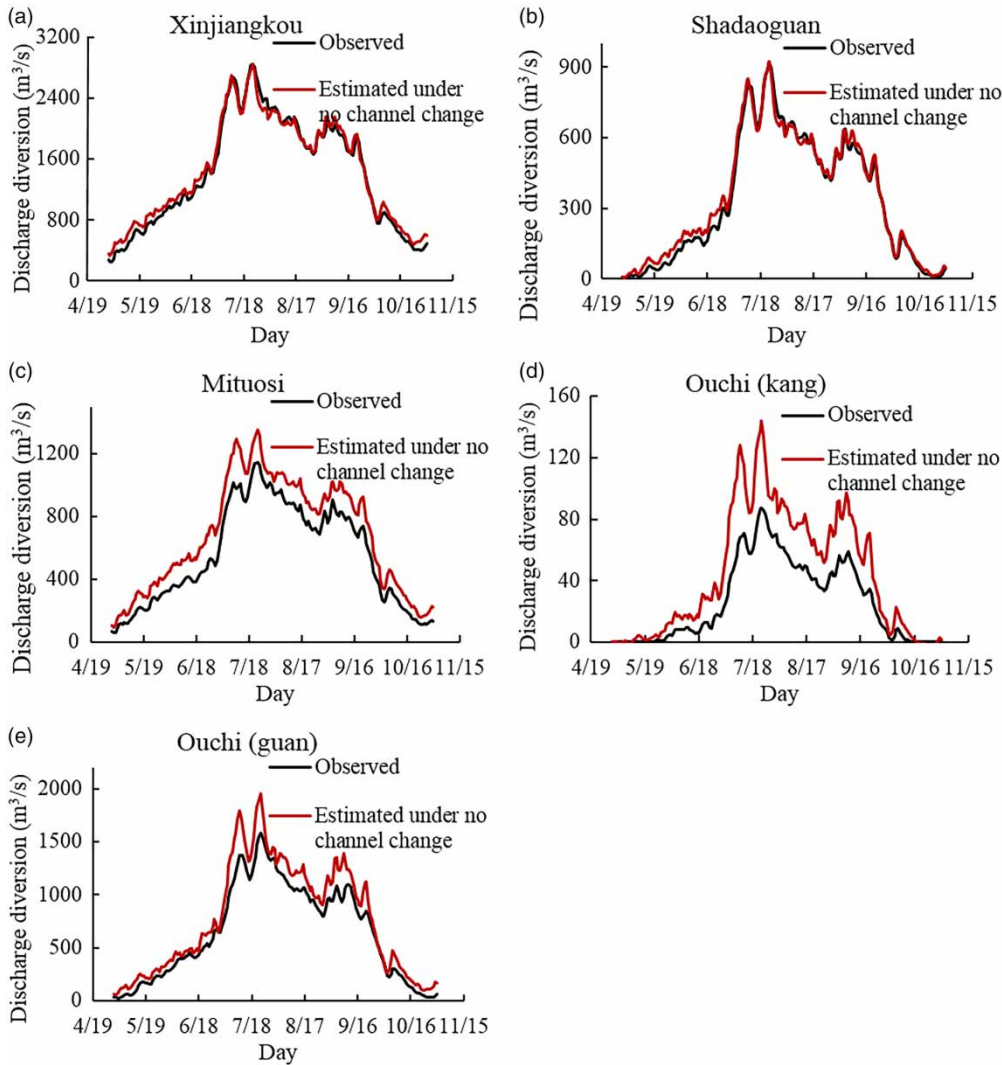 (a)
Xinjiangkou
Observed
Estimated under
no channel change
Discharge diversion (m³/s)
3200
2400
1600
800
0
4/19 5/19 6/18 7/18 8/17 9/16 10/16 11/15
Day
(b)
Shadaoguan
Observed
Estimated under no
channel change
Discharge diversion (m³/s)
900
600
300
0
4/19 5/19 6/18 7/18 8/17 9/16 10/16 11/15
Day
(c)
Mituosi
Observed
Estimated under no
channel change
Discharge diversion (m³/s)
1200
800
400
0
4/19 5/19 6/18 7/18 8/17 9/16 10/16 11/15
Day
(d)
Ouchi (kang)
Observed
Estimated under no
channel change
Discharge diversion (m³/s)
160
120
80
40
0
4/19 5/19 6/18 7/18 8/17 9/16 10/16 11/15
Day
(e)
Ouchi (guan)
Observed
Estimated under no
channel change
Discharge diversion (m³/s)
2000
1500
1000
500
0
4/19 5/19 6/18 7/18 8/17 9/16 10/16 11/15
Day